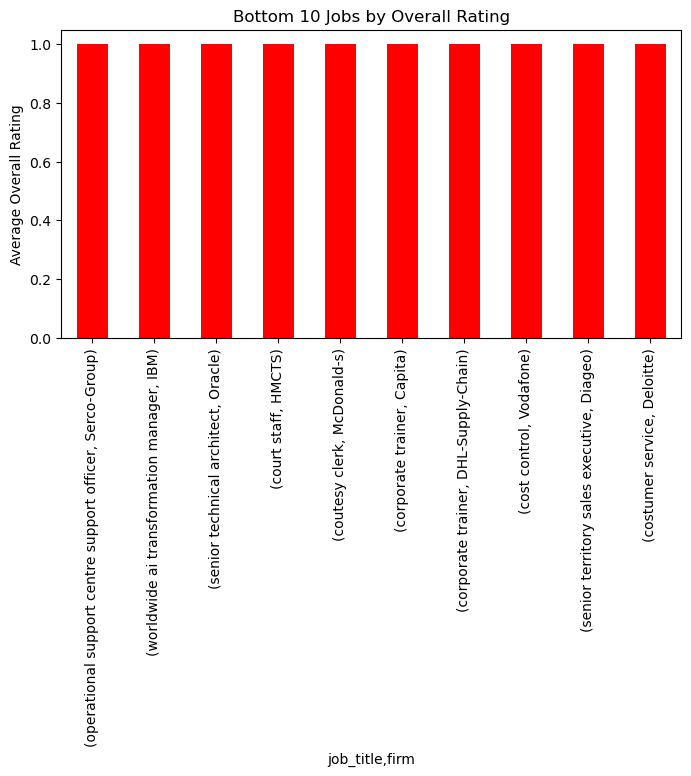 Bottom 10 Jobs by Overall Rating
Average Overall Rating
1.0
0.8
0.6
0.4
0.2
0.0
(operational support centre support officer, Serco-Group)
(worldwide ai transformation manager, IBM)
(senior technical architect, Oracle)
(court staff, HMCTS)
(coutesy clerk, McDonald-s)
(corporate trainer, Capita)
(corporate trainer, DHL-Supply-Chain)
(cost control, Vodafone)
(senior territory sales executive, Diageo)
(costumer service, Deloitte)
job_title,firm